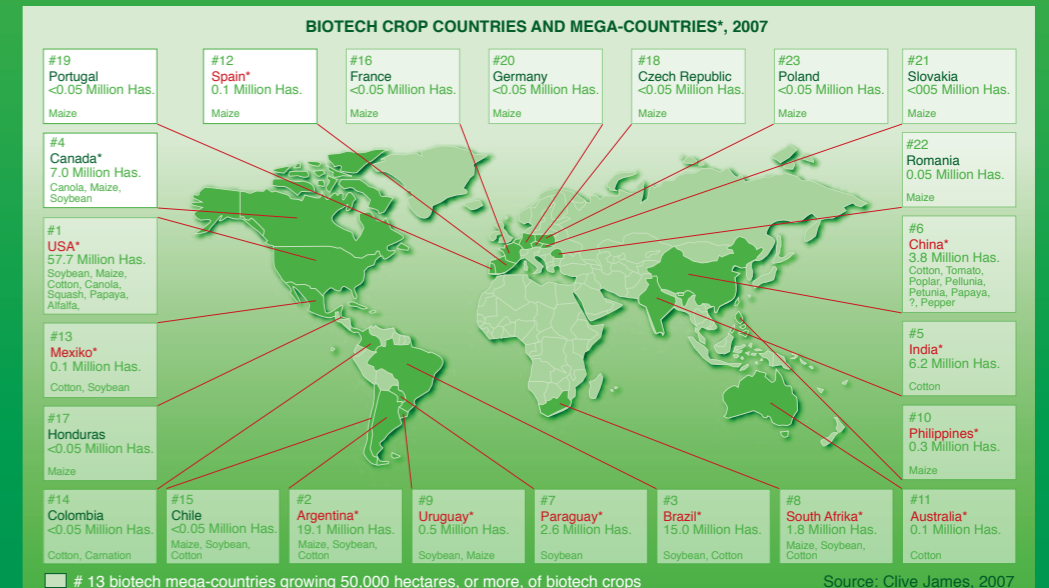 BIOTECH CROP COUNTRIES AND MEGA-COUNTRIES*, 2007
#19
Portugal
<0.05 Million Has.
Maize
#12
Spain*
0.1 Million Has.
Maize
#16
France
<0.05 Million Has.
Maize
#20
Germany
<0.05 Million Has.
Maize
#18
Czech Republic
<0.05 Million Has.
Maize
#23
Poland
<0.05 Million Has.
Maize
#21
Slovakia
<005 Million Has.
Maize
#4
Canada*
7.0 Million Has.
Canola, Maize,
Soybean
#22
Romania
0.05 Million Has.
Maize
#1
USA*
57.7 Million Has.
Soybean, Maize,
Cotton, Canola,
Squash, Papaya,
Alfalfa,
#6
China*
3.8 Million Has.
Cotton, Tomato,
Poplar, Pellunia,
Petunia, Papaya,
?, Pepper
#13
Mexiko*
0.1 Million Has.
Cotton, Soybean
#5
India*
6.2 Million Has.
Cotton
#17
Honduras
<0.05 Million Has.
Maize
#10
Philippines*
0.3 Million Has.
Maize
#14
Colombia
<0.05 Million Has.
Cotton, Carnation
#15
Chile
<0.05 Million Has.
Maize, Soybean,
Cotton
#2
Argentina*
19.1 Million Has.
Maize, Soybean,
Cotton
#9
Uruguay*
0.5 Million Has.
Soybean, Maize
#7
Paraguay*
2.6 Million Has.
Soybean
#3
Brazil*
15.0 Million Has.
Soybean, Cotton
#8
South Afrika*
1.8 Million Has.
Maize, Soybean,
Cotton
#11
Australia*
0.1 Million Has.
Cotton
# 13 biotech mega-countries growing 50,000 hectares, or more, of biotech crops
Source: Clive James, 2007